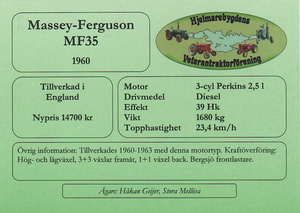 Massey-Ferguson
MF35
1960
Hjelmarebygdens
Veterantraktorförening
Tillverkad i
England
Nypris 14700 kr
Motor 3-cyl Perkins 2,5 l
Drivmedel Diesel
Effekt 39 Hk
Vikt 1680 kg
Topphastighet 23,4 km/h
Övrig information: Tillverkades 1960-1963 med denna motortyp. Kraftöverföring:
Hög- och lågväxel, 3+3 växlar framåt, 1+1 växel back. Bergsjö frontlastare.
Ägare: Håkan Geijer, Stora Mellösa